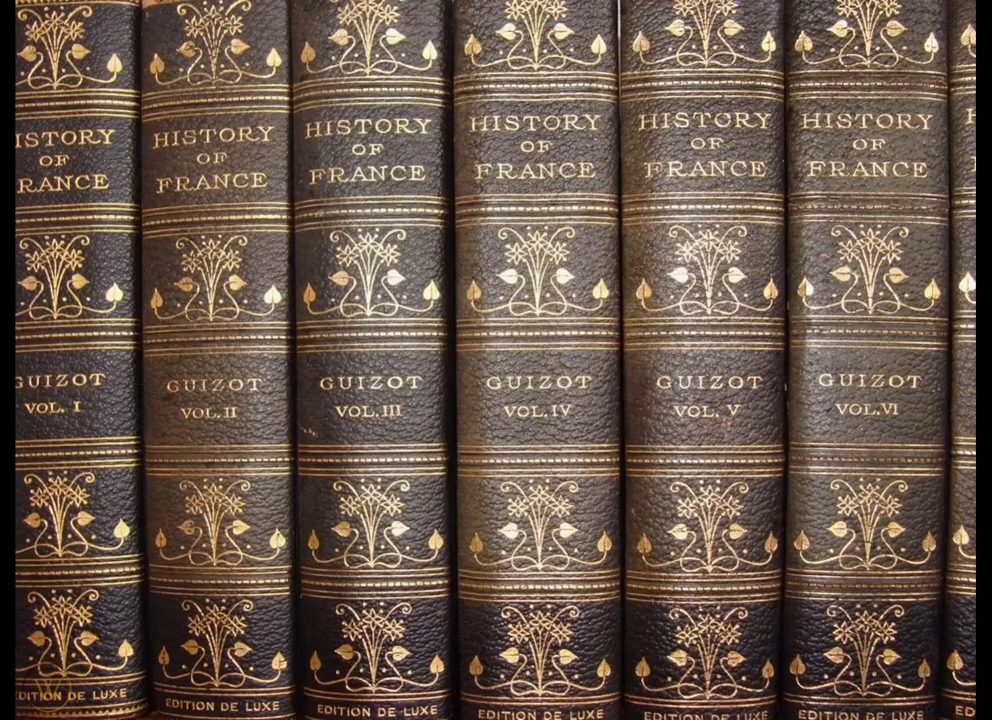 ISTORY
OF
RANCE
GUIZOT
VOL. I
EDITION DE LUXE
HISTORY
OF
FRANCE
GUIZOT
VOL. II
EDITION DE LUXE
HISTORY
OF
FRANCE
GUIZOT
VOL. III
EDITION DE LUXE
HISTORY
OF
FRANCE
GUIZOT
VOL. IV
EDITION DE LUXE
HISTORY
OF
FRANCE
GUIZOT
VOL. V
EDITION DE LUXE
HISTORY
OF
FRANCE
GUIZOT
VOL. VI
EDITION DE LUXE